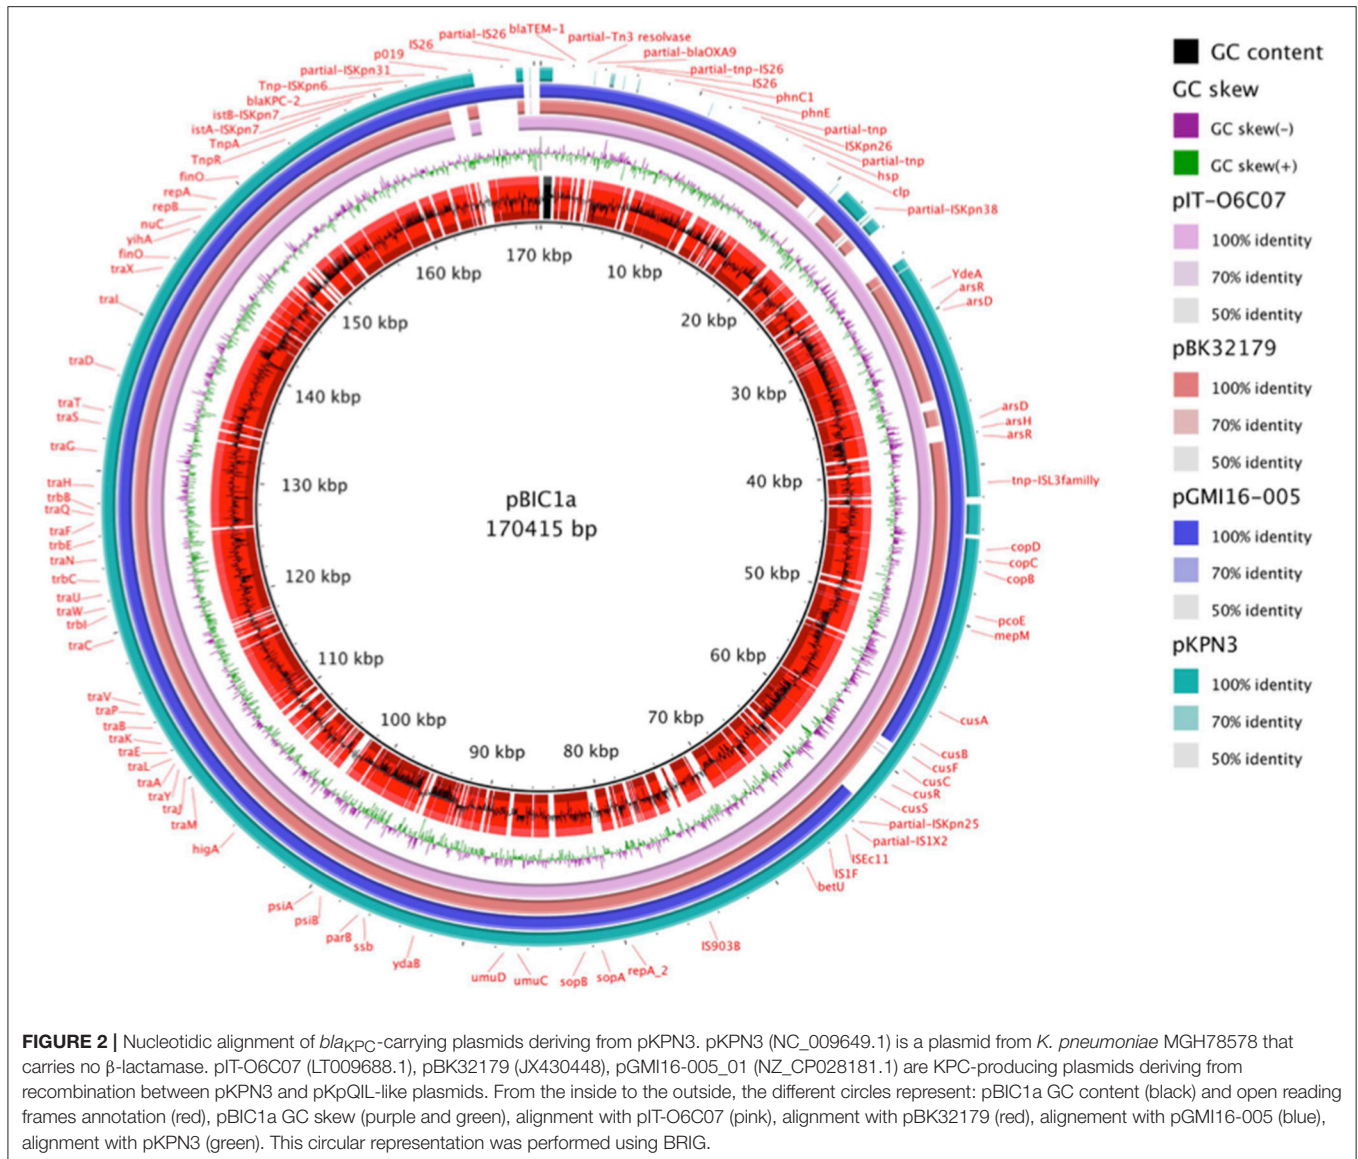 partial-IS26
blaTEM-1
partial-Tn3 resolvase
IS26
partial-blaOXA9
p019
partial-tnp-IS26
partial-ISKpn31
IS26
Tnp-ISKpn6
phnC1
blaKPC-2
phnE
istB-ISKpn7
partial-tnp
istA-ISKpn7
ISKpn26
TnpA
partial-tnp
TnpR
hsp
finO
clp
repA
partial-ISKpn38
repB
nuC
yihA
finO
traX
YdeA
arsR
arsD
traI
traD
traT
traS
traG
arsD
arsH
arsR
traH
trbB
traQ
tnp-ISL3familly
traF
trbE
traN
trbC
traU
traW
trbI
traC
copD
copC
copB
pcoE
mepM
traV
traP
traB
traK
traE
traL
traA
traY
traJ
traM
higA
cusA
cusB
cusF
cusC
cusR
cusS
partial-ISKpn25
partial-IS1X2
ISEc11
IS1F
betU
psiA
psiB
parB
ssb
ydaB
umuD
umuC
sopB
sopA
repA_2
IS903B
170 kbp
10 kbp
20 kbp
30 kbp
40 kbp
50 kbp
60 kbp
70 kbp
80 kbp
90 kbp
100 kbp
110 kbp
120 kbp
130 kbp
140 kbp
150 kbp
160 kbp
pBIC1a
170415 bp
GC content
GC skew
GC skew(-)
GC skew(+)
pIT-O6C07
100% identity
70% identity
50% identity
pBK32179
100% identity
70% identity
50% identity
pGMI16-005
100% identity
70% identity
50% identity
pKPN3
100% identity
70% identity
50% identity
FIGURE 2 | Nucleotidic alignment of blaKPC-carrying plasmids deriving from pKPN3. pKPN3 (NC_009649.1) is a plasmid from K. pneumoniae MGH78578 that
carries no β-lactamase. pIT-O6C07 (LT009688.1), pBK32179 (JX430448), pGMI16-005_01 (NZ_CP028181.1) are KPC-producing plasmids deriving from
recombination between pKPN3 and pKpQIL-like plasmids. From the inside to the outside, the different circles represent: pBIC1a GC content (black) and open reading
frames annotation (red), pBIC1a GC skew (purple and green), alignment with pIT-O6C07 (pink), alignment with pBK32179 (red), alignement with pGMI16-005 (blue),
alignment with pKPN3 (green). This circular representation was performed using BRIG.